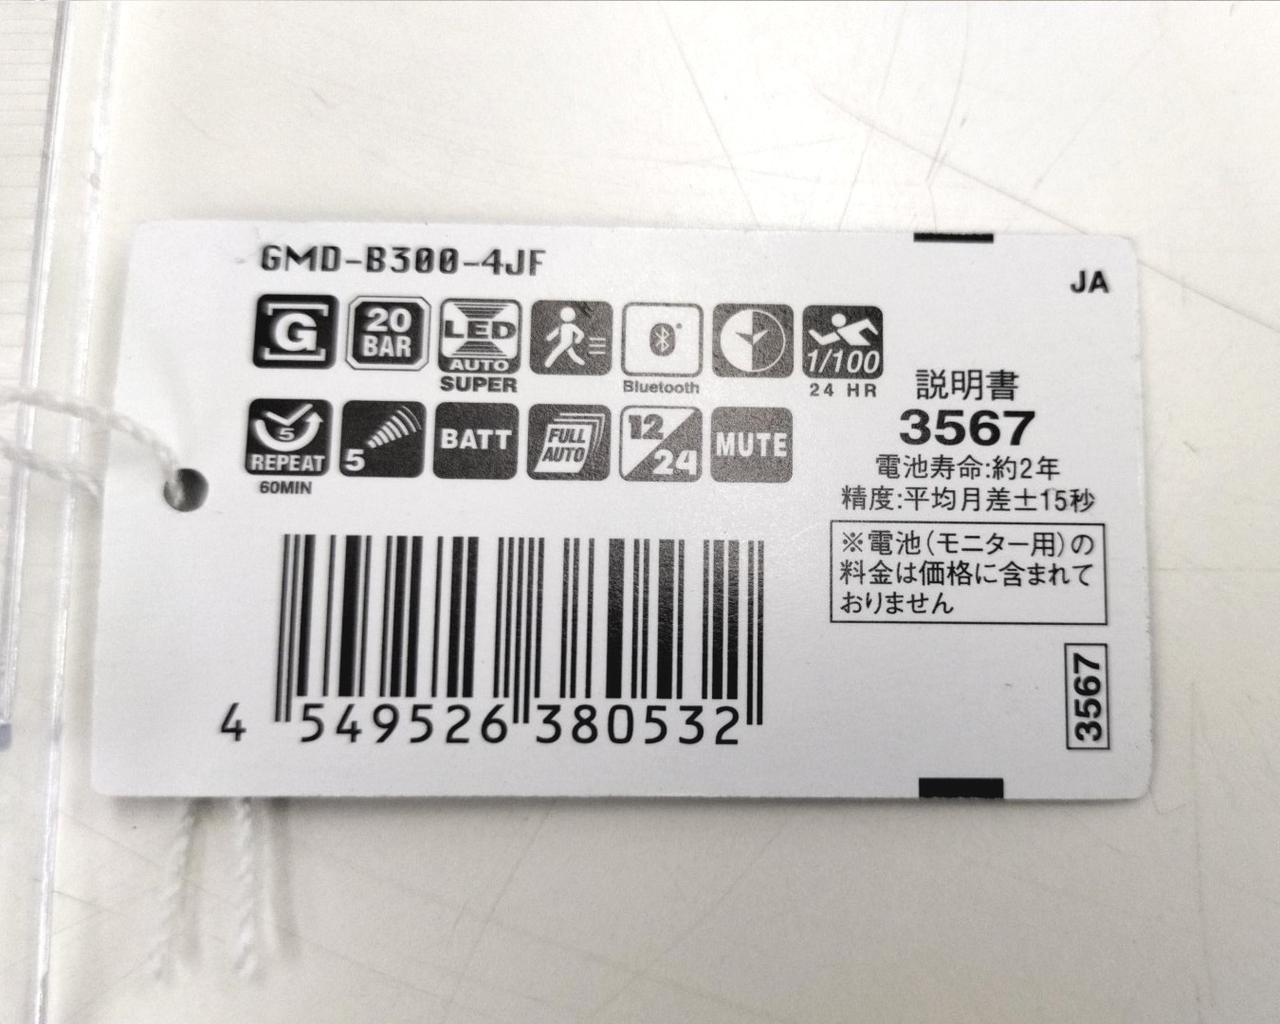 GMD-B300-4JF
JA
G
20
BAR
LED
AUTO
SUPER
Bluetooth
1/100
24 HR
5
REPEAT
60MIN
5
BATT
FULL
AUTO
12/24
MUTE
説明書
3567
電池寿命:約2年
精度:平均月差±15秒
※電池(モニター用)の
料金は価格に含まれて
おりません
3567
4 549526 380532